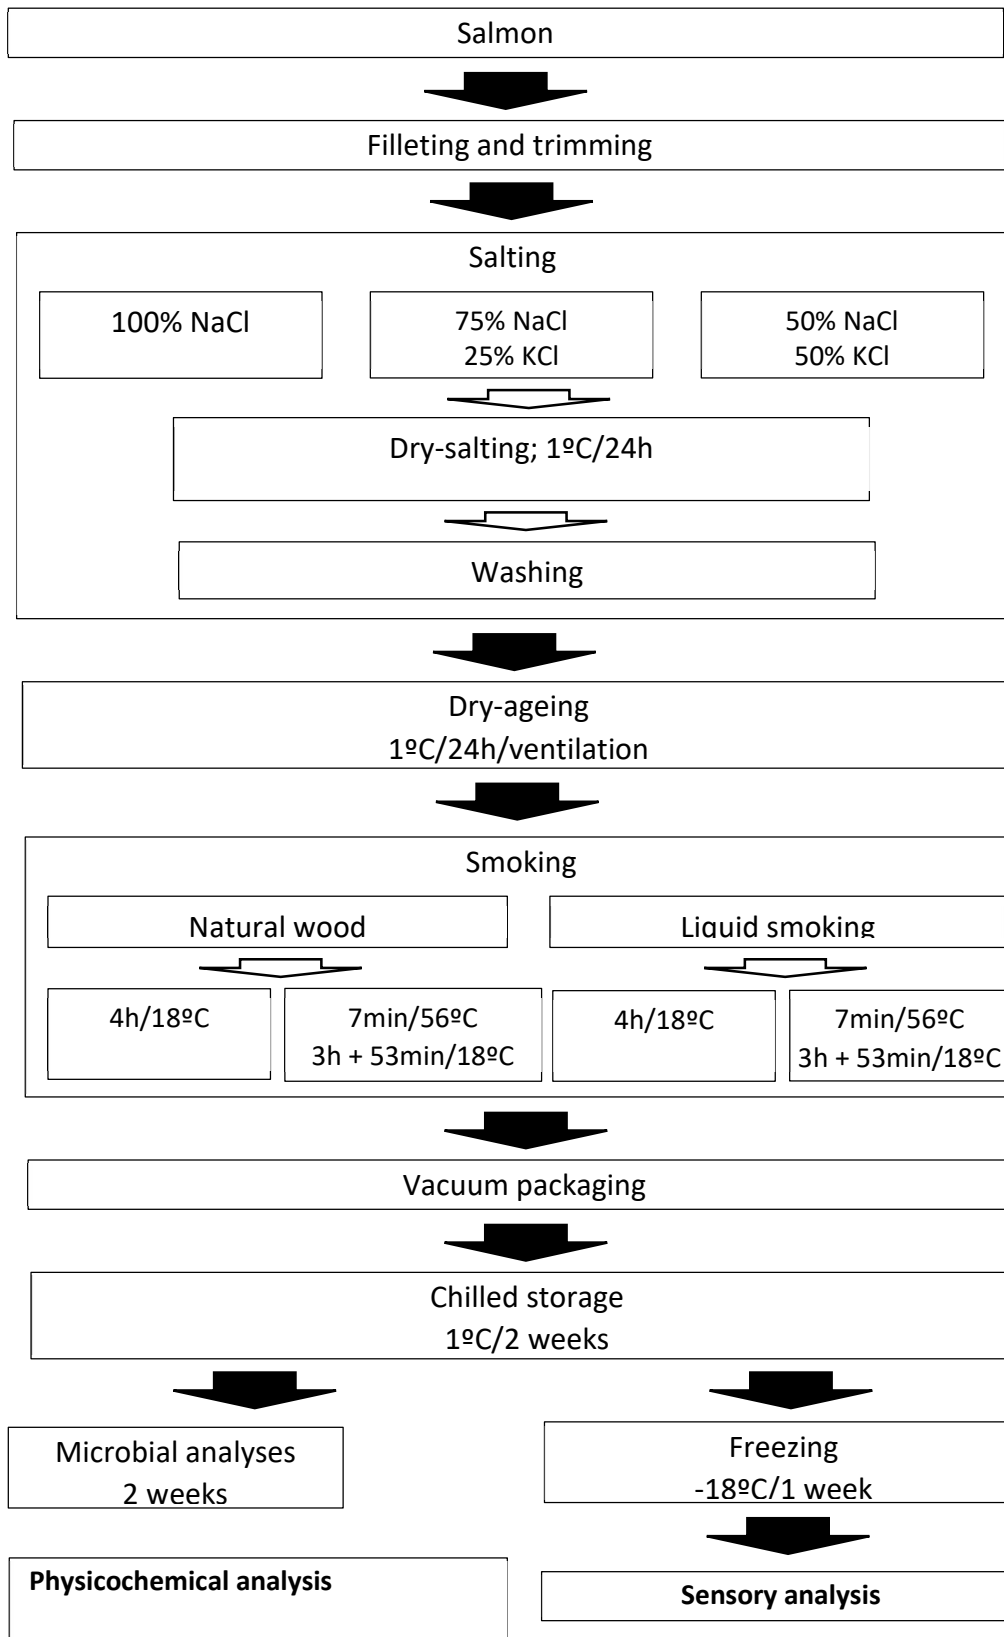 Salmon
Filleting and trimming
Salting
100% NaCl
75% NaCl
25% KCl
50% NaCl
50% KCl
Dry-salting; 1ºC/24h
Washing
Dry-ageing
1ºC/24h/ventilation
Smoking
Natural wood
Liquid smoking
4h/18ºC
7min/56ºC
3h + 53min/18ºC
4h/18ºC
7min/56ºC
3h + 53min/18ºC
Vacuum packaging
Chilled storage
1ºC/2 weeks
Microbial analyses
2 weeks
Freezing
-18ºC/1 week
Physicochemical analysis
Sensory analysis